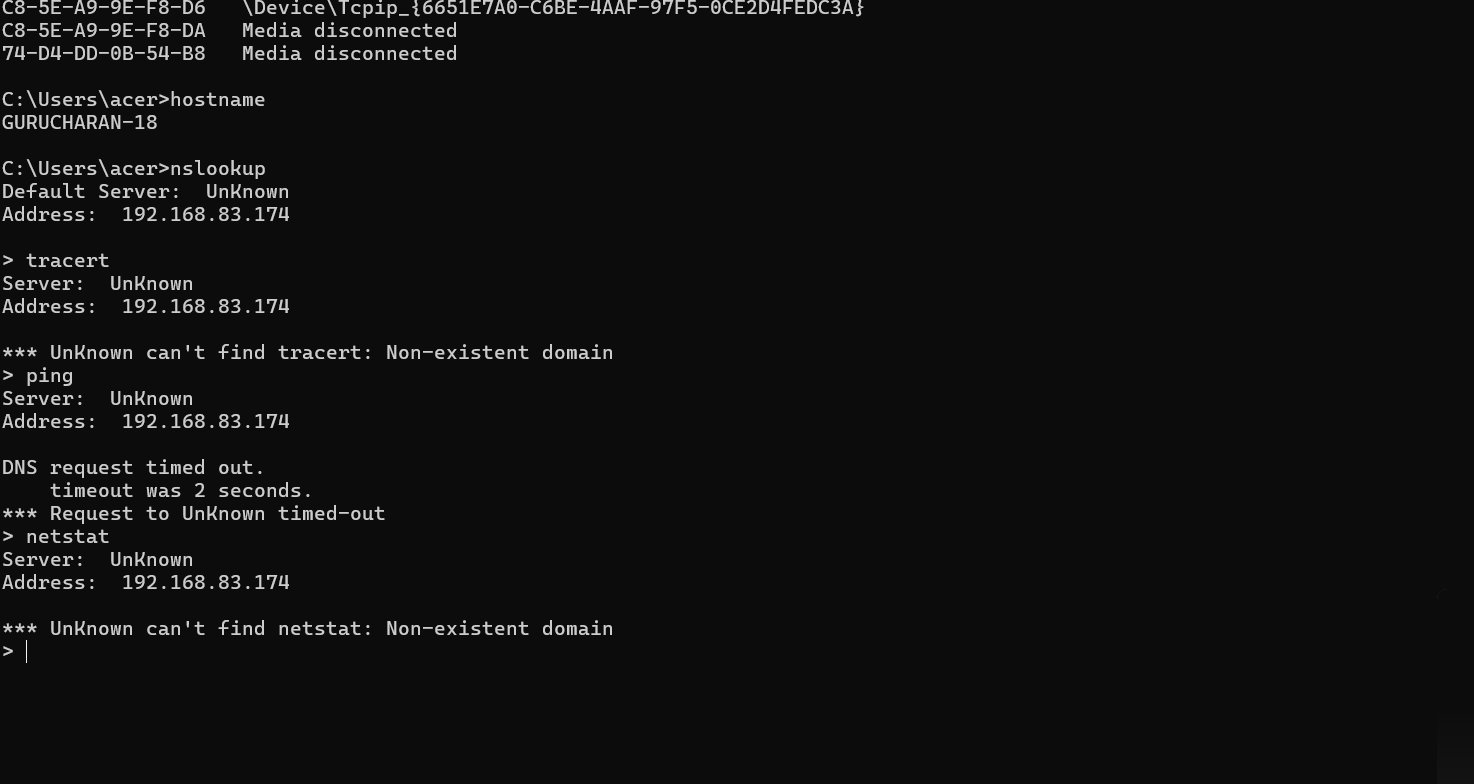 C8-5E-A9-9E-F8-D6   \Device\Tcpip_{6651E7A0-C6BE-4AAF-97F5-0CE2D4FEDC3A}
C8-5E-A9-9E-F8-DA   Media disconnected
74-D4-DD-0B-54-B8   Media disconnected

C:\Users\acer>hostname
GURUCHARAN-18

C:\Users\acer>nslookup
Default Server:  UnKnown
Address:  192.168.83.174

> tracert
Server:  UnKnown
Address:  192.168.83.174

*** UnKnown can't find tracert: Non-existent domain
> ping
Server:  UnKnown
Address:  192.168.83.174

DNS request timed out.
    timeout was 2 seconds.
*** Request to UnKnown timed-out
> netstat
Server:  UnKnown
Address:  192.168.83.174

*** UnKnown can't find netstat: Non-existent domain
>